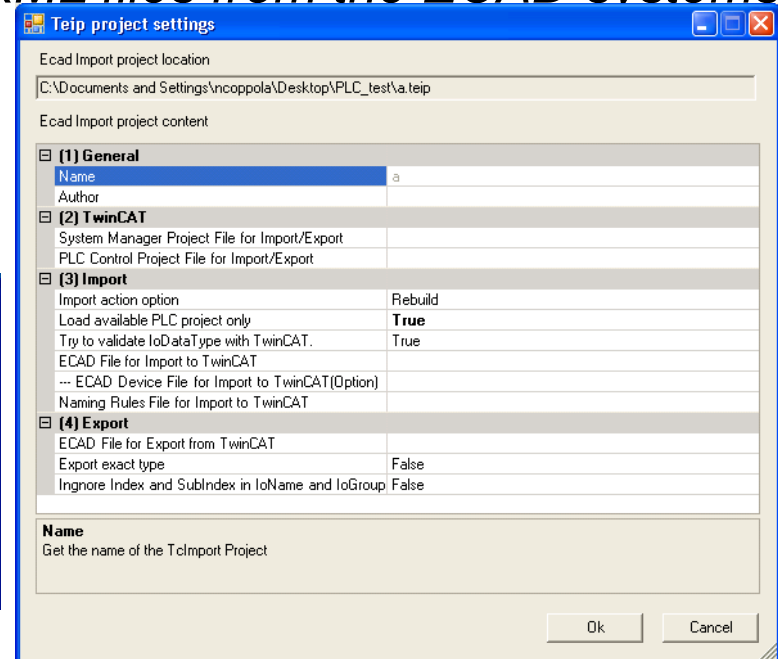 files from the ECAD systems
Teip project settings
Ecad Import project location
C:\Documents and Settings\ncoppola\Desktop\PLC_test\a.teip
Ecad Import project content
(1) General
Name a
Author
(2) TwinCAT
System Manager Project File for Import/Export
PLC Control Project File for Import/Export
(3) Import
Import action option Rebuild
Load available PLC project only True
Try to validate IoDataType with TwinCAT. True
ECAD File for Import to TwinCAT
--- ECAD Device File for Import to TwinCAT(Option)
Naming Rules File for Import to TwinCAT
(4) Export
ECAD File for Export from TwinCAT
Export exact type False
Ingnore Index and SubIndex in IoName and IoGroup False
Name
Get the name of the TcImport Project
Ok Cancel